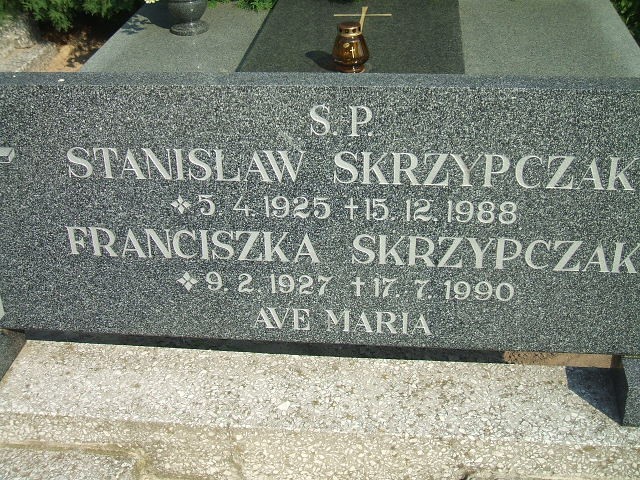 S. P.
STANISŁAW SKRZYPCZAK
5. 4. 1925 +15. 12. 1988
FRANCISZKA SKRZYPCZAK
9. 2. 1927 +17. 7. 1990
AVE MARIA